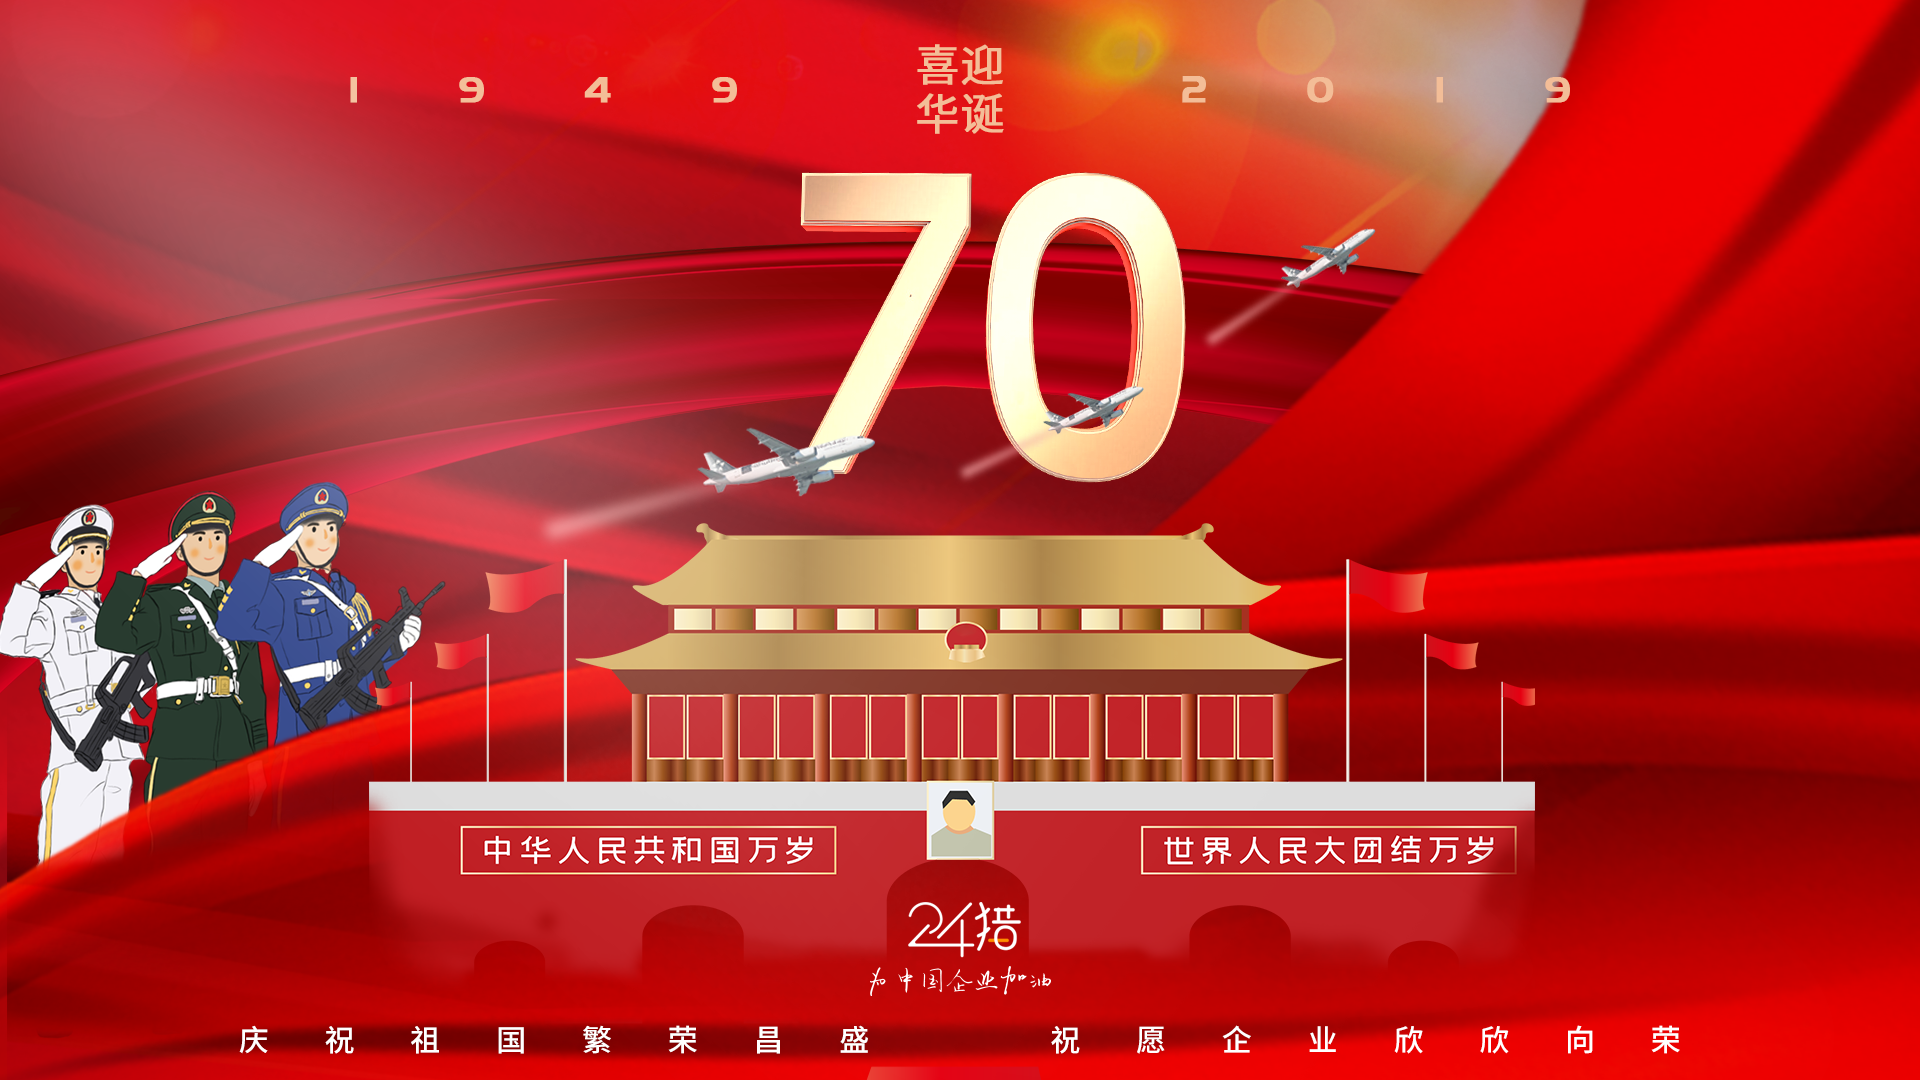 1949 喜迎 2019
华诞
70
中华人民共和国万岁 世界人民大团结万岁
24猎
为中国企业加油
庆祝祖国繁荣昌盛 祝愿企业欣欣向荣